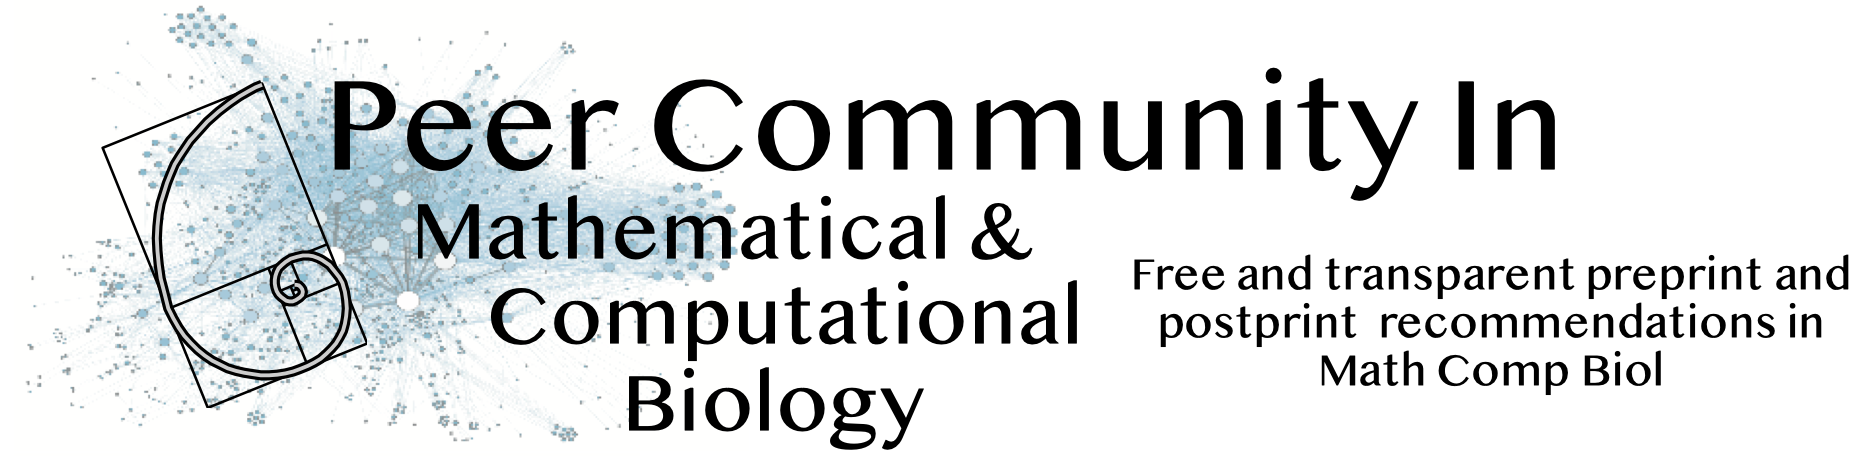 Peer Community In
Mathematical &
Computational
Biology
Free and transparent preprint and
postprint recommendations in
Math Comp Biol